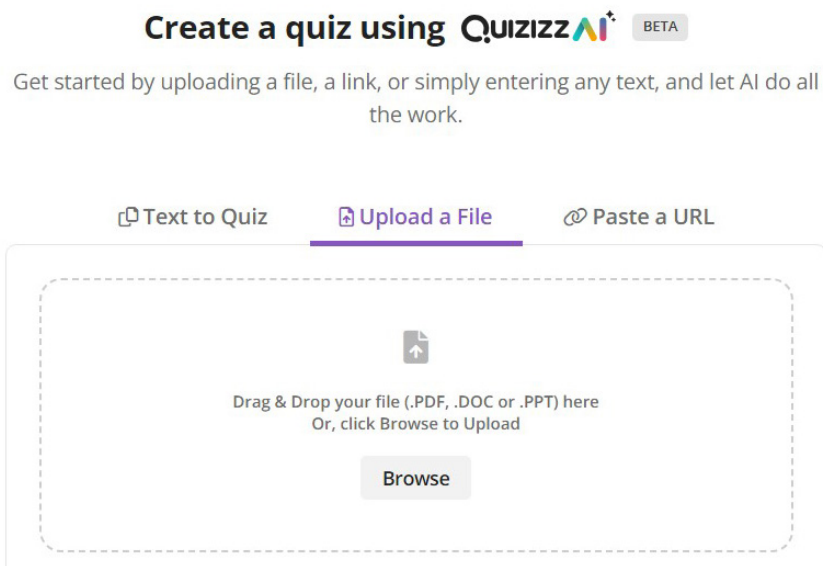 Create a quiz using QUIZIZZ AI BETA
Get started by uploading a file, a link, or simply entering any text, and let AI do all
the work.
Text to Quiz Upload a File Paste a URL
Drag & Drop your file (.PDF, .DOC or .PPT) here
Or, click Browse to Upload
Browse